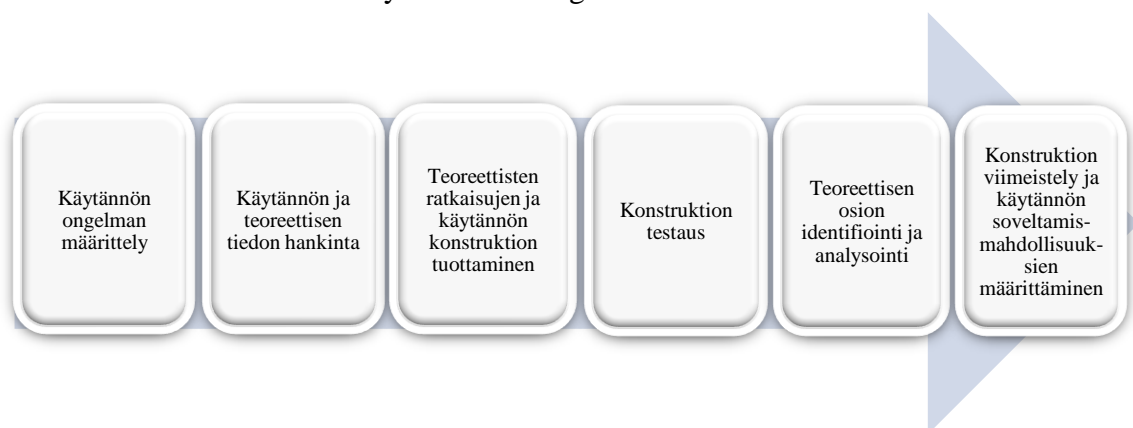 Käytännön
ongelman
määrittely
Käytännön ja
teoreettisen
tiedon hankinta
Teoreettisten
ratkaisujen ja
käytännön
konstruktion
tuottaminen
Konstruktion
testaus
Teoreettisen
osion
identifiointi ja
analysointi
Konstruktion
viimeistely ja
käytännön
soveltamis-
mahdollisuuk-
sien
määrittäminen